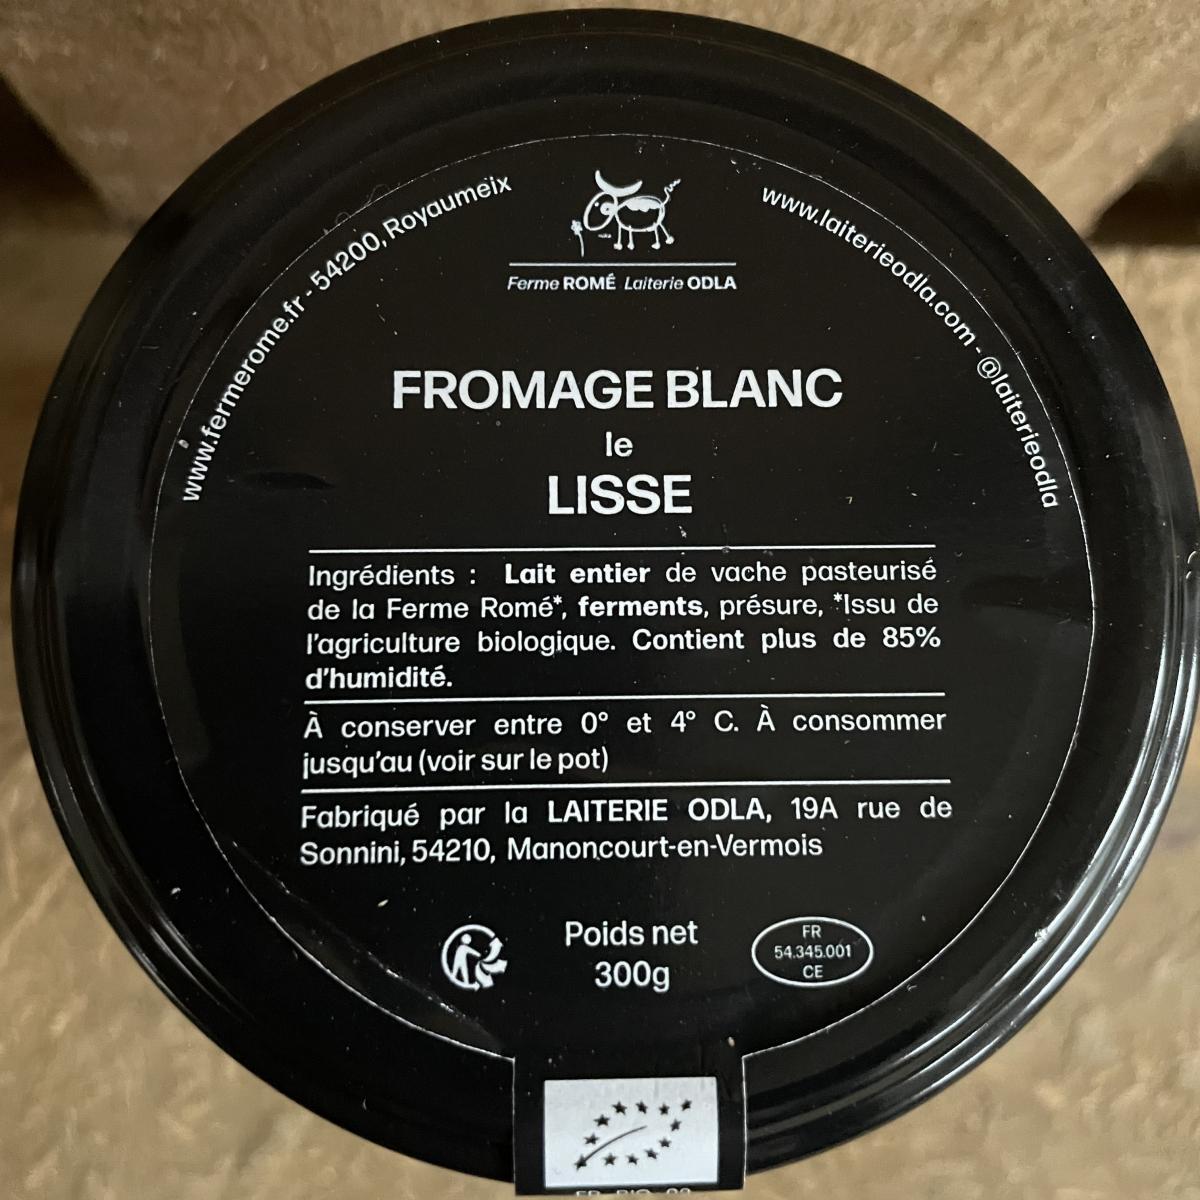 www.fermerome.fr - 54200, Royaumeix
www.laiterieodla.com - @laiterieodla
Ferme ROMÉ Laiterie ODLA
FROMAGE BLANC
le
LISSE
Ingrédients : Lait entier de vache pasteurisé
de la Ferme Romé*, ferments, présure, *Issu de
l'agriculture biologique. Contient plus de 85%
d'humidité.
À conserver entre 0° et 4° C. À consommer
jusqu'au (voir sur le pot)
Fabriqué par la LAITERIE ODLA, 19A rue de
Sonnini, 54210, Manoncourt-en-Vermois
Poids net
300g
FR
54.345.001
CE